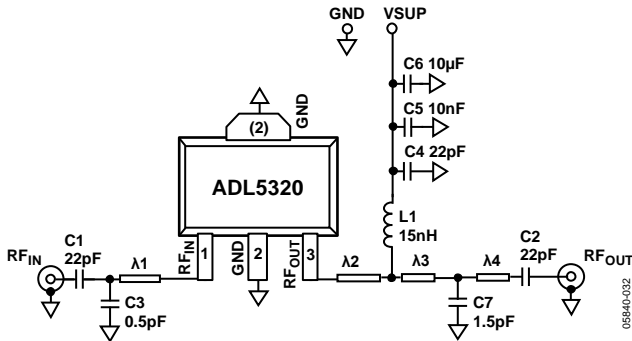 GND VSUP
C6 10µF
C5 10nF
C4 22pF
(2)
GND
ADL5320
L1
15nH
RFIN
C1
22pF
λ1
RFIN
1
GND
2
RFOUT
3
λ2
λ3
λ4
C2
22pF
RFOUT
C3
0.5pF
C7
1.5pF
05840-032